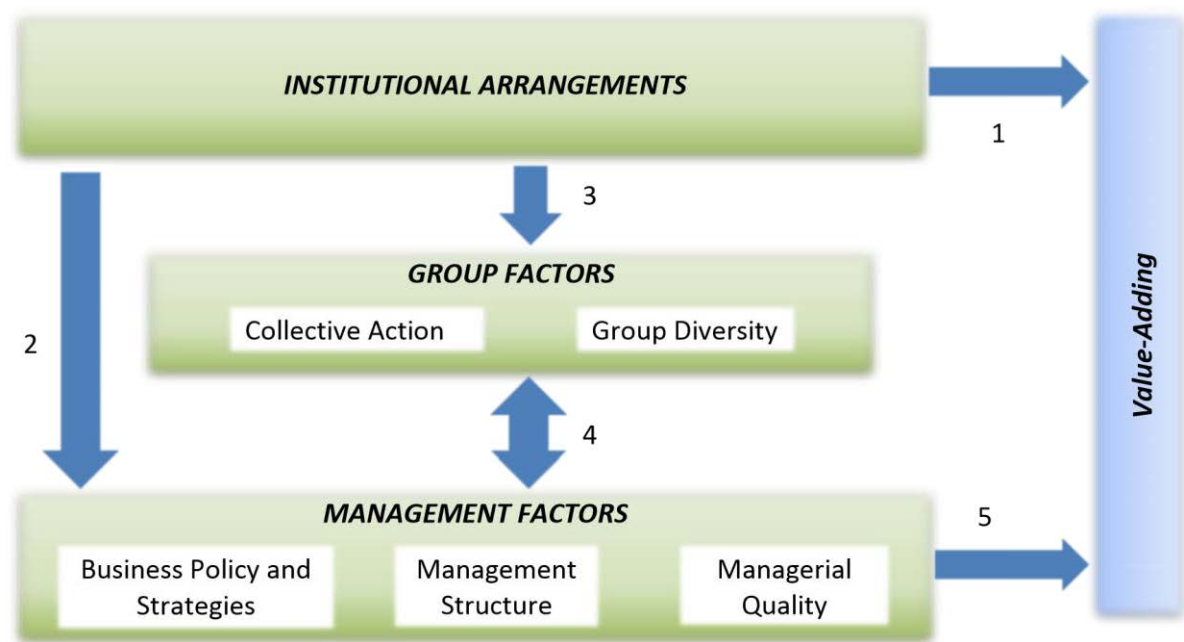 INSTITUTIONAL ARRANGEMENTS
1
3
GROUP FACTORS
Collective Action
Group Diversity
2
4
MANAGEMENT FACTORS
5
Business Policy and
Strategies
Management
Structure
Managerial
Quality
Value-Adding